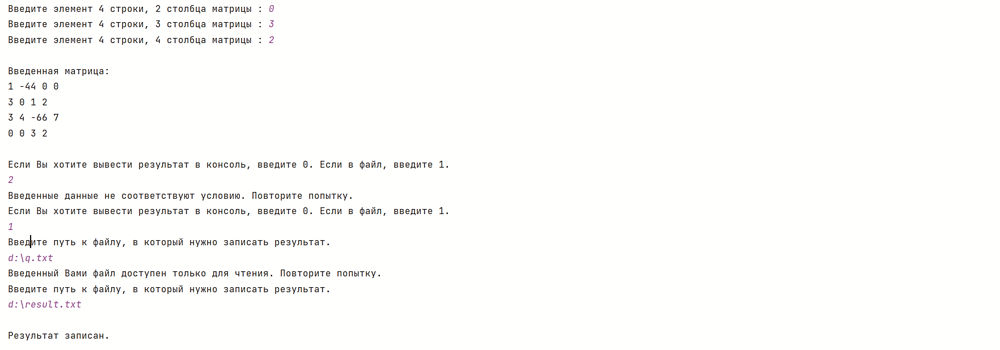 Введите элемент 4 строки, 2 столбца матрицы : 0
Введите элемент 4 строки, 3 столбца матрицы : 3
Введите элемент 4 строки, 4 столбца матрицы : 2
Введенная матрица:
1 -44 0 0
3 0 1 2
3 4 -66 7
0 0 3 2
Если Вы хотите вывести результат в консоль, введите 0. Если в файл, введите 1.
2
Введенные данные не соответствуют условию. Повторите попытку.
Если Вы хотите вывести результат в консоль, введите 0. Если в файл, введите 1.
1
Введите путь к файлу, в который нужно записать результат.
d:\q.txt
Введенный Вами файл доступен только для чтения. Повторите попытку.
Введите путь к файлу, в который нужно записать результат.
d:\result.txt
Результат записан.